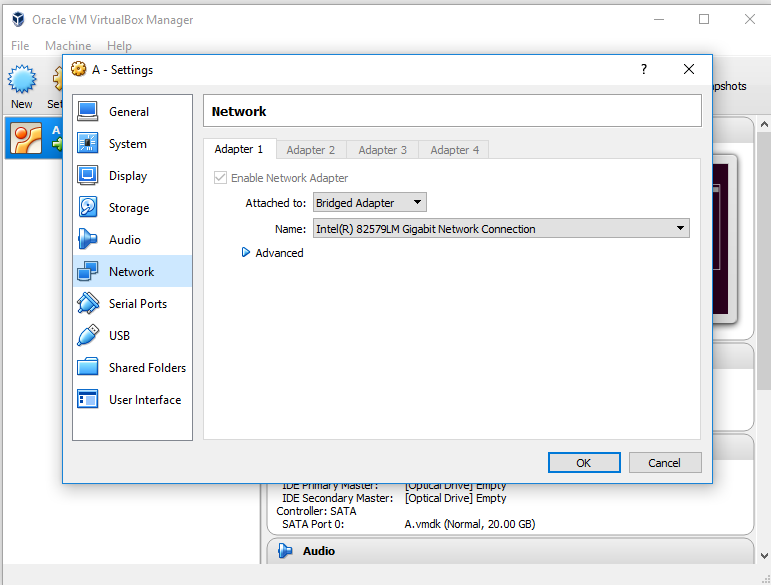 Oracle VM VirtualBox Manager
File Machine Help
New
A - Settings
?
General
System
Display
Storage
Audio
Network
Serial Ports
USB
Shared Folders
User Interface
Network
Adapter 1 Adapter 2 Adapter 3 Adapter 4
Enable Network Adapter
Attached to: Bridged Adapter
Name: Intel(R) 82579LM Gigabit Network Connection
Advanced
OK Cancel
A
pshots
IDE Primary Master: [Optical Drive] Empty
IDE Secondary Master: [Optical Drive] Empty
Controller: SATA
SATA Port 0: A.vmdk (Normal, 20.00 GB)
Audio